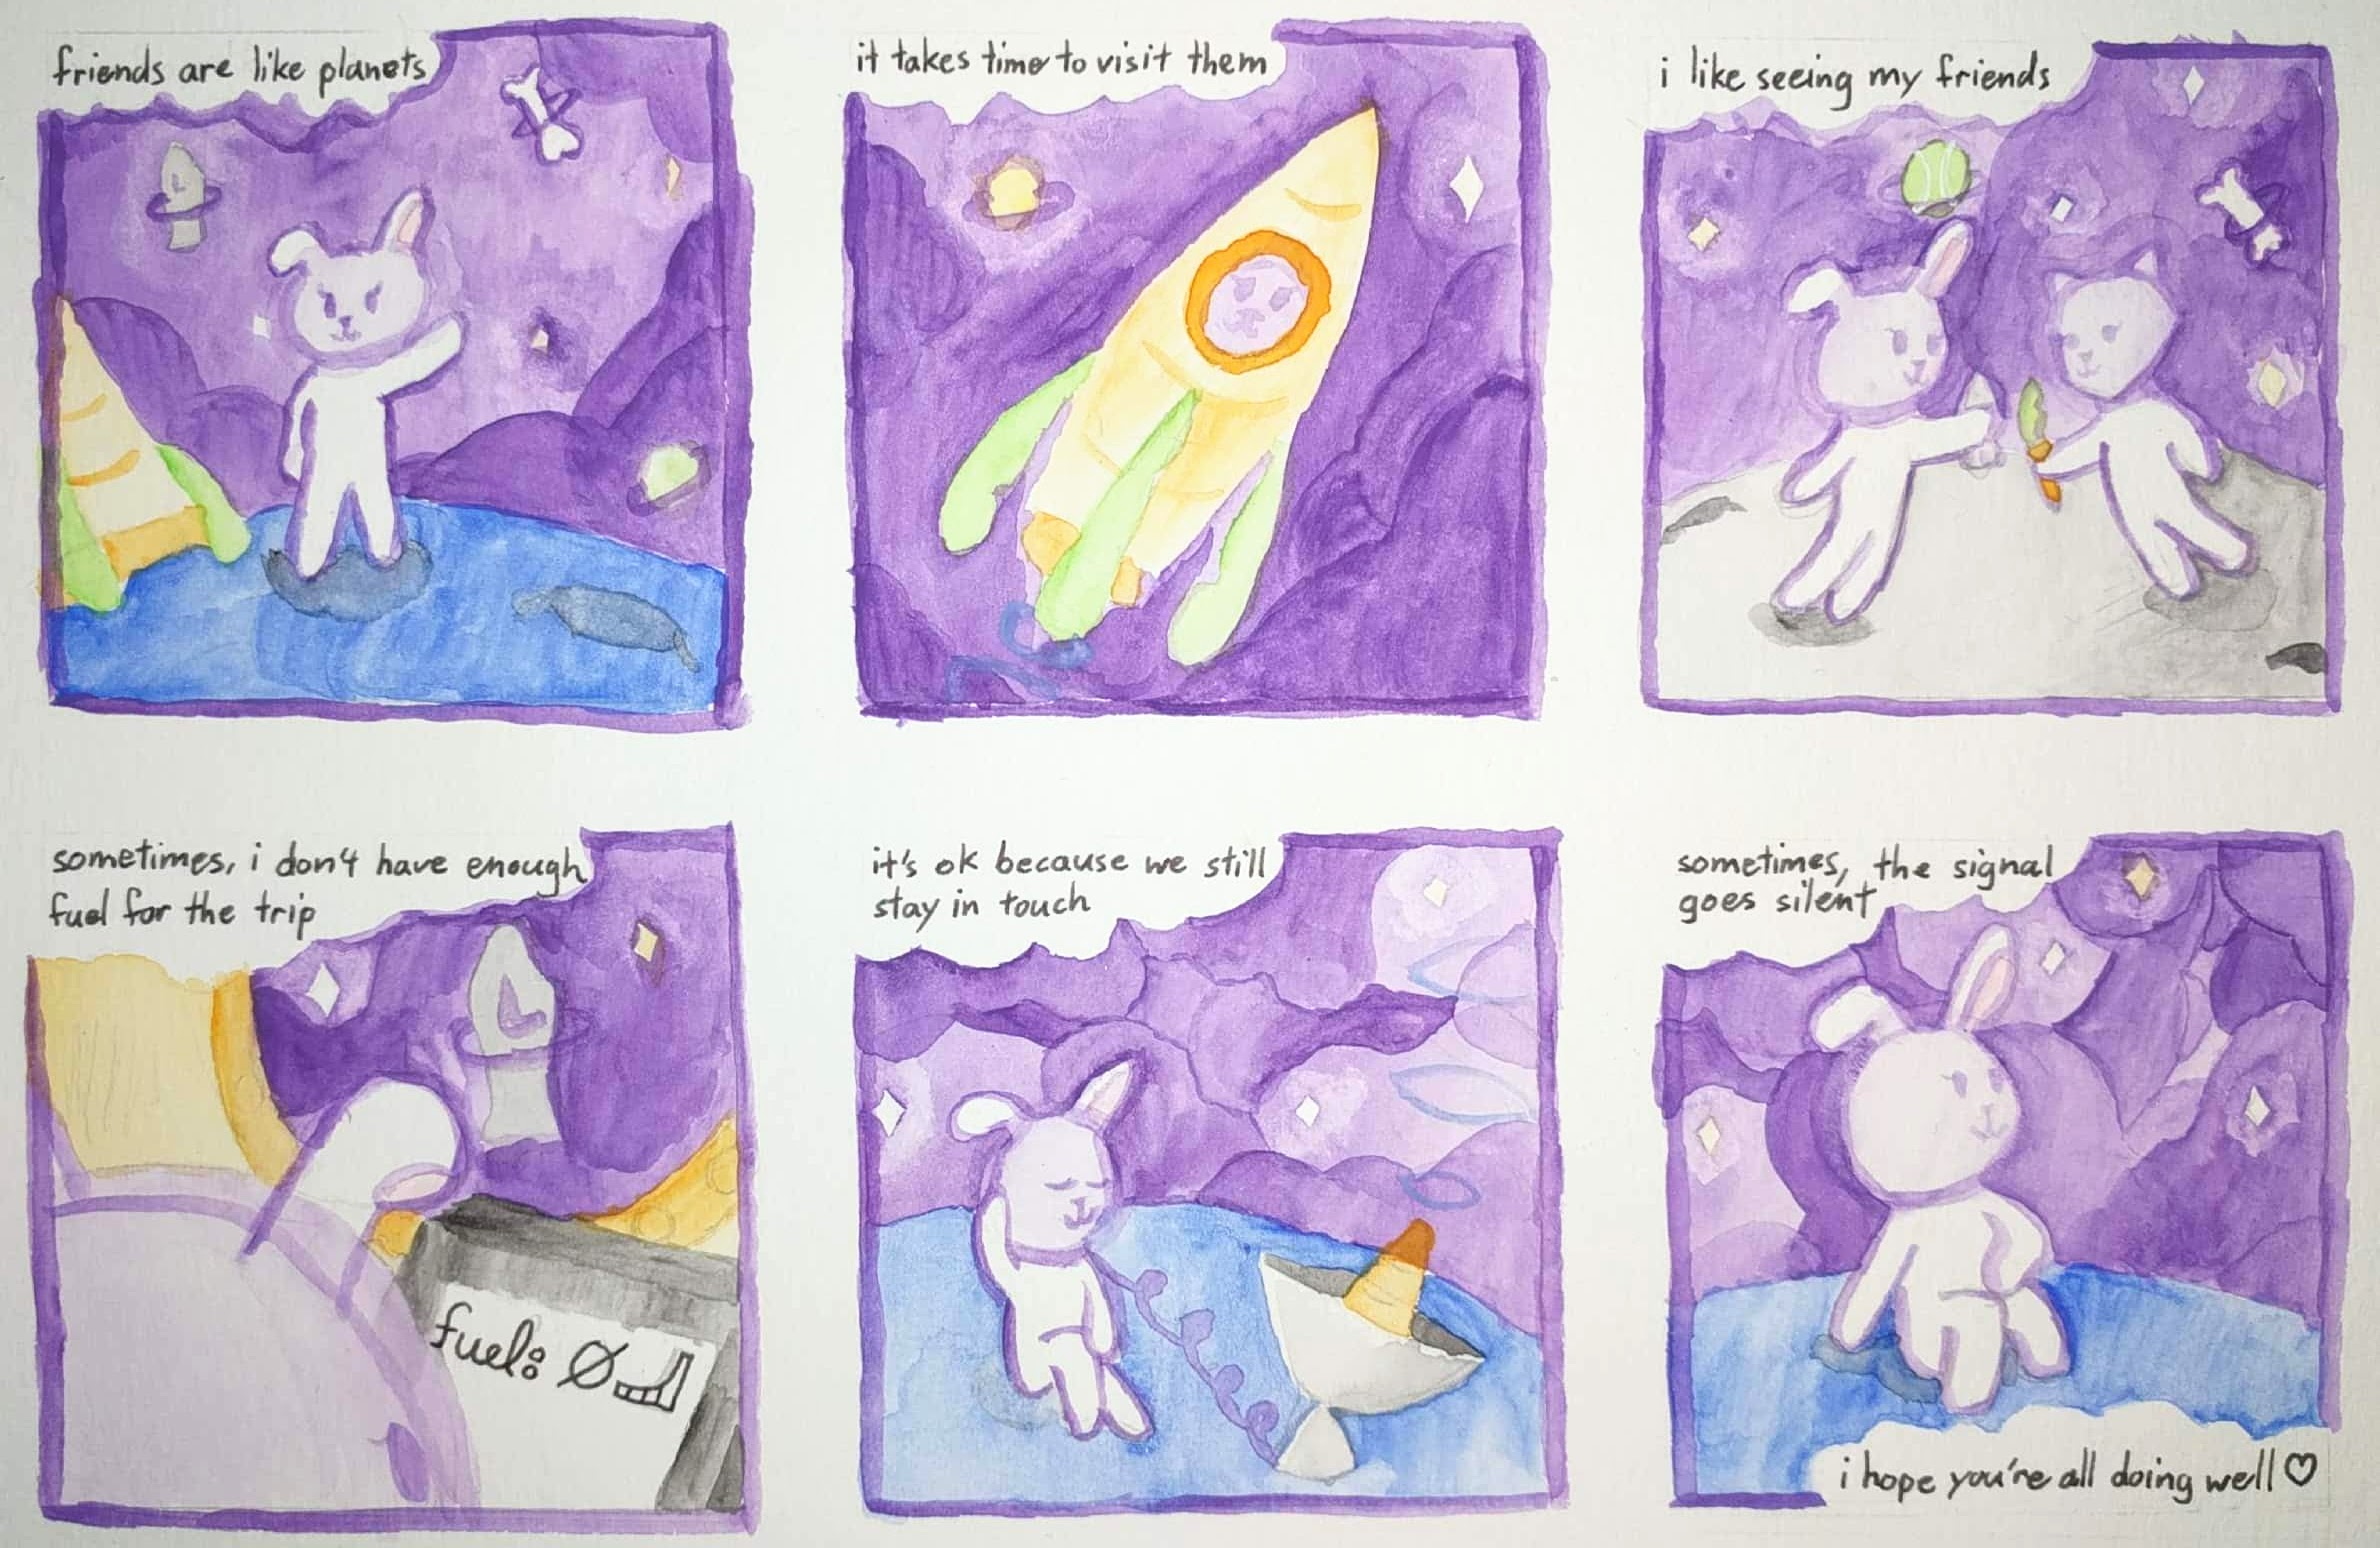 friends are like planets
it takes time to visit them
i like seeing my friends
sometimes, i don't have enough
fuel for the trip
fuel: Ø
it's ok because we still
stay in touch
sometimes, the signal
goes silent
i hope you're all doing well ♡